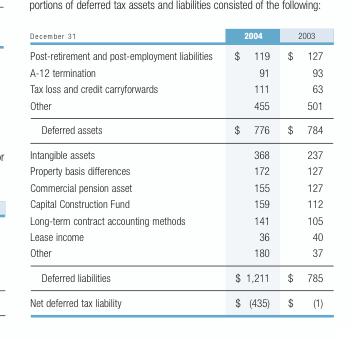 portions of deferred tax assets and liabilities consisted of the following:
December 31 2004 2003
Post-retirement and post-employment liabilities $ 119 $ 127
A-12 termination 91 93
Tax loss and credit carryforwards 111 63
Other 455 501
Deferred assets $ 776 $ 784
Intangible assets 368 237
Property basis differences 172 127
Commercial pension asset 155 127
Capital Construction Fund 159 112
Long-term contract accounting methods 141 105
Lease income 36 40
Other 180 37
Deferred liabilities $ 1,211 $ 785
Net deferred tax liability $ (435) $ (1)